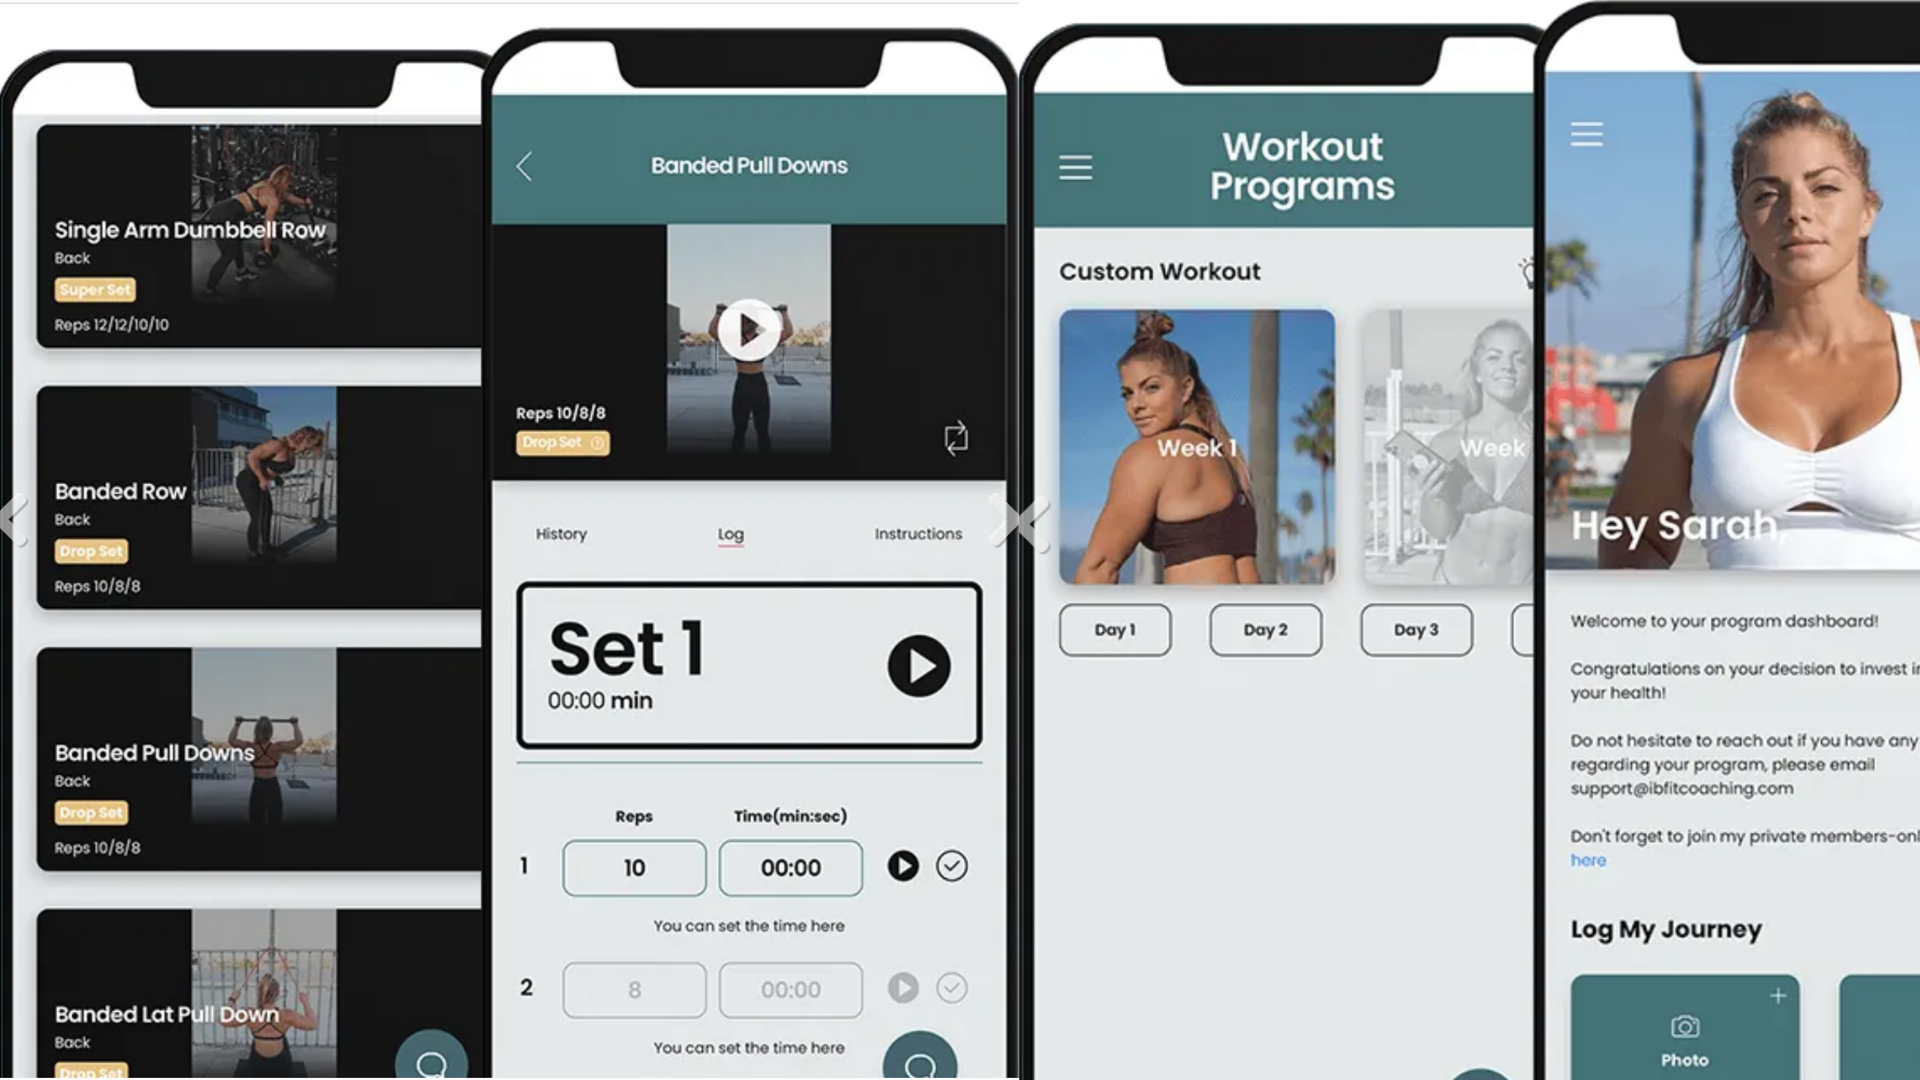 Single Arm Dumbbell Row
Back
Super Set
Reps 12/12/10/10
Banded Row
Back
Drop Set
Reps 10/8/8
Banded Pull Downs
Back
Drop Set
Reps 10/8/8
Banded Lat Pull Down
Back
Drop Set
Banded Pull Downs
Reps 10/8/8
Drop Set
History Log Instructions
Set 1
00:00 min
Reps Time(min:sec)
1 10 00:00
You can set the time here
2 8 00:00
You can set the time here
Workout
Programs
Custom Workout
Week 1 Week
Day 1 Day 2 Day 3
Hey Sarah,
Welcome to your program dashboard!
Congratulations on your decision to invest in
your health!
Do not hesitate to reach out if you have any
regarding your program, please email
support@ibfitcoaching.com
Don't forget to join my private members-onl
here
Log My Journey
Photo